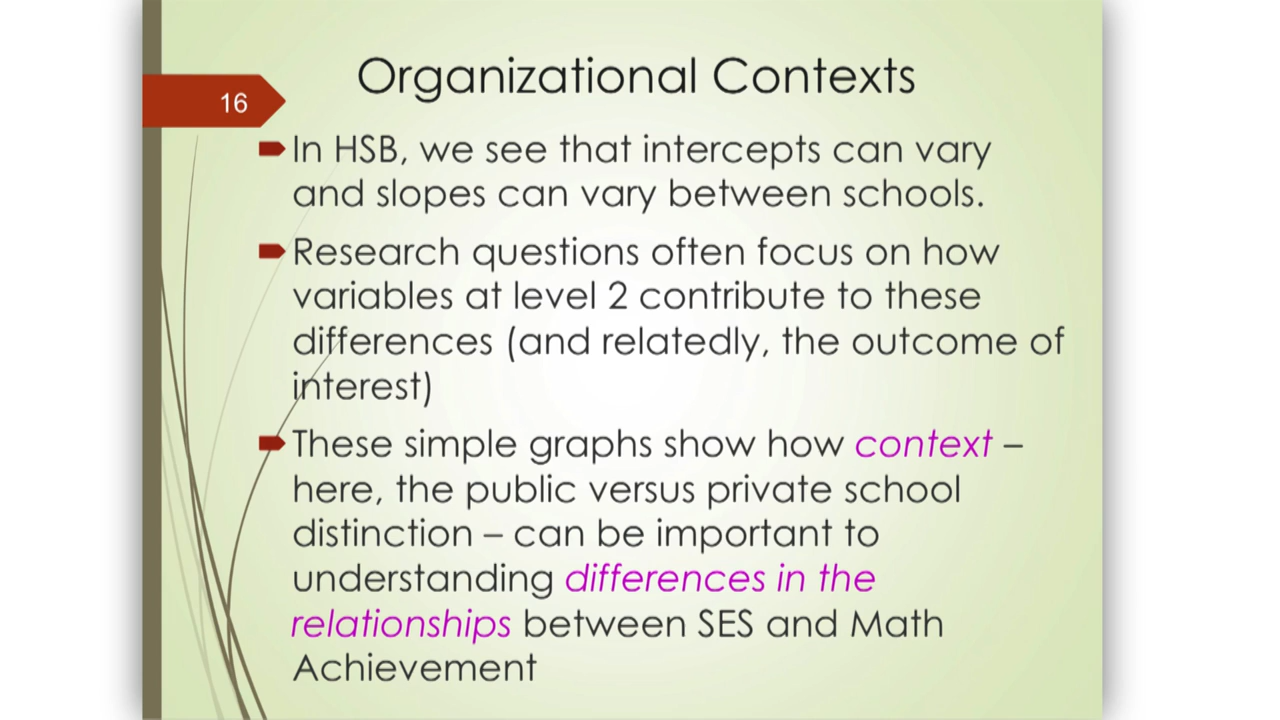 Organizational Contexts
16
In HSB, we see that intercepts can vary
and slopes can vary between schools.
Research questions often focus on how
variables at level 2 contribute to these
differences (and relatedly, the outcome of
interest)
These simple graphs show how context –
here, the public versus private school
distinction – can be important to
understanding differences in the
relationships between SES and Math
Achievement